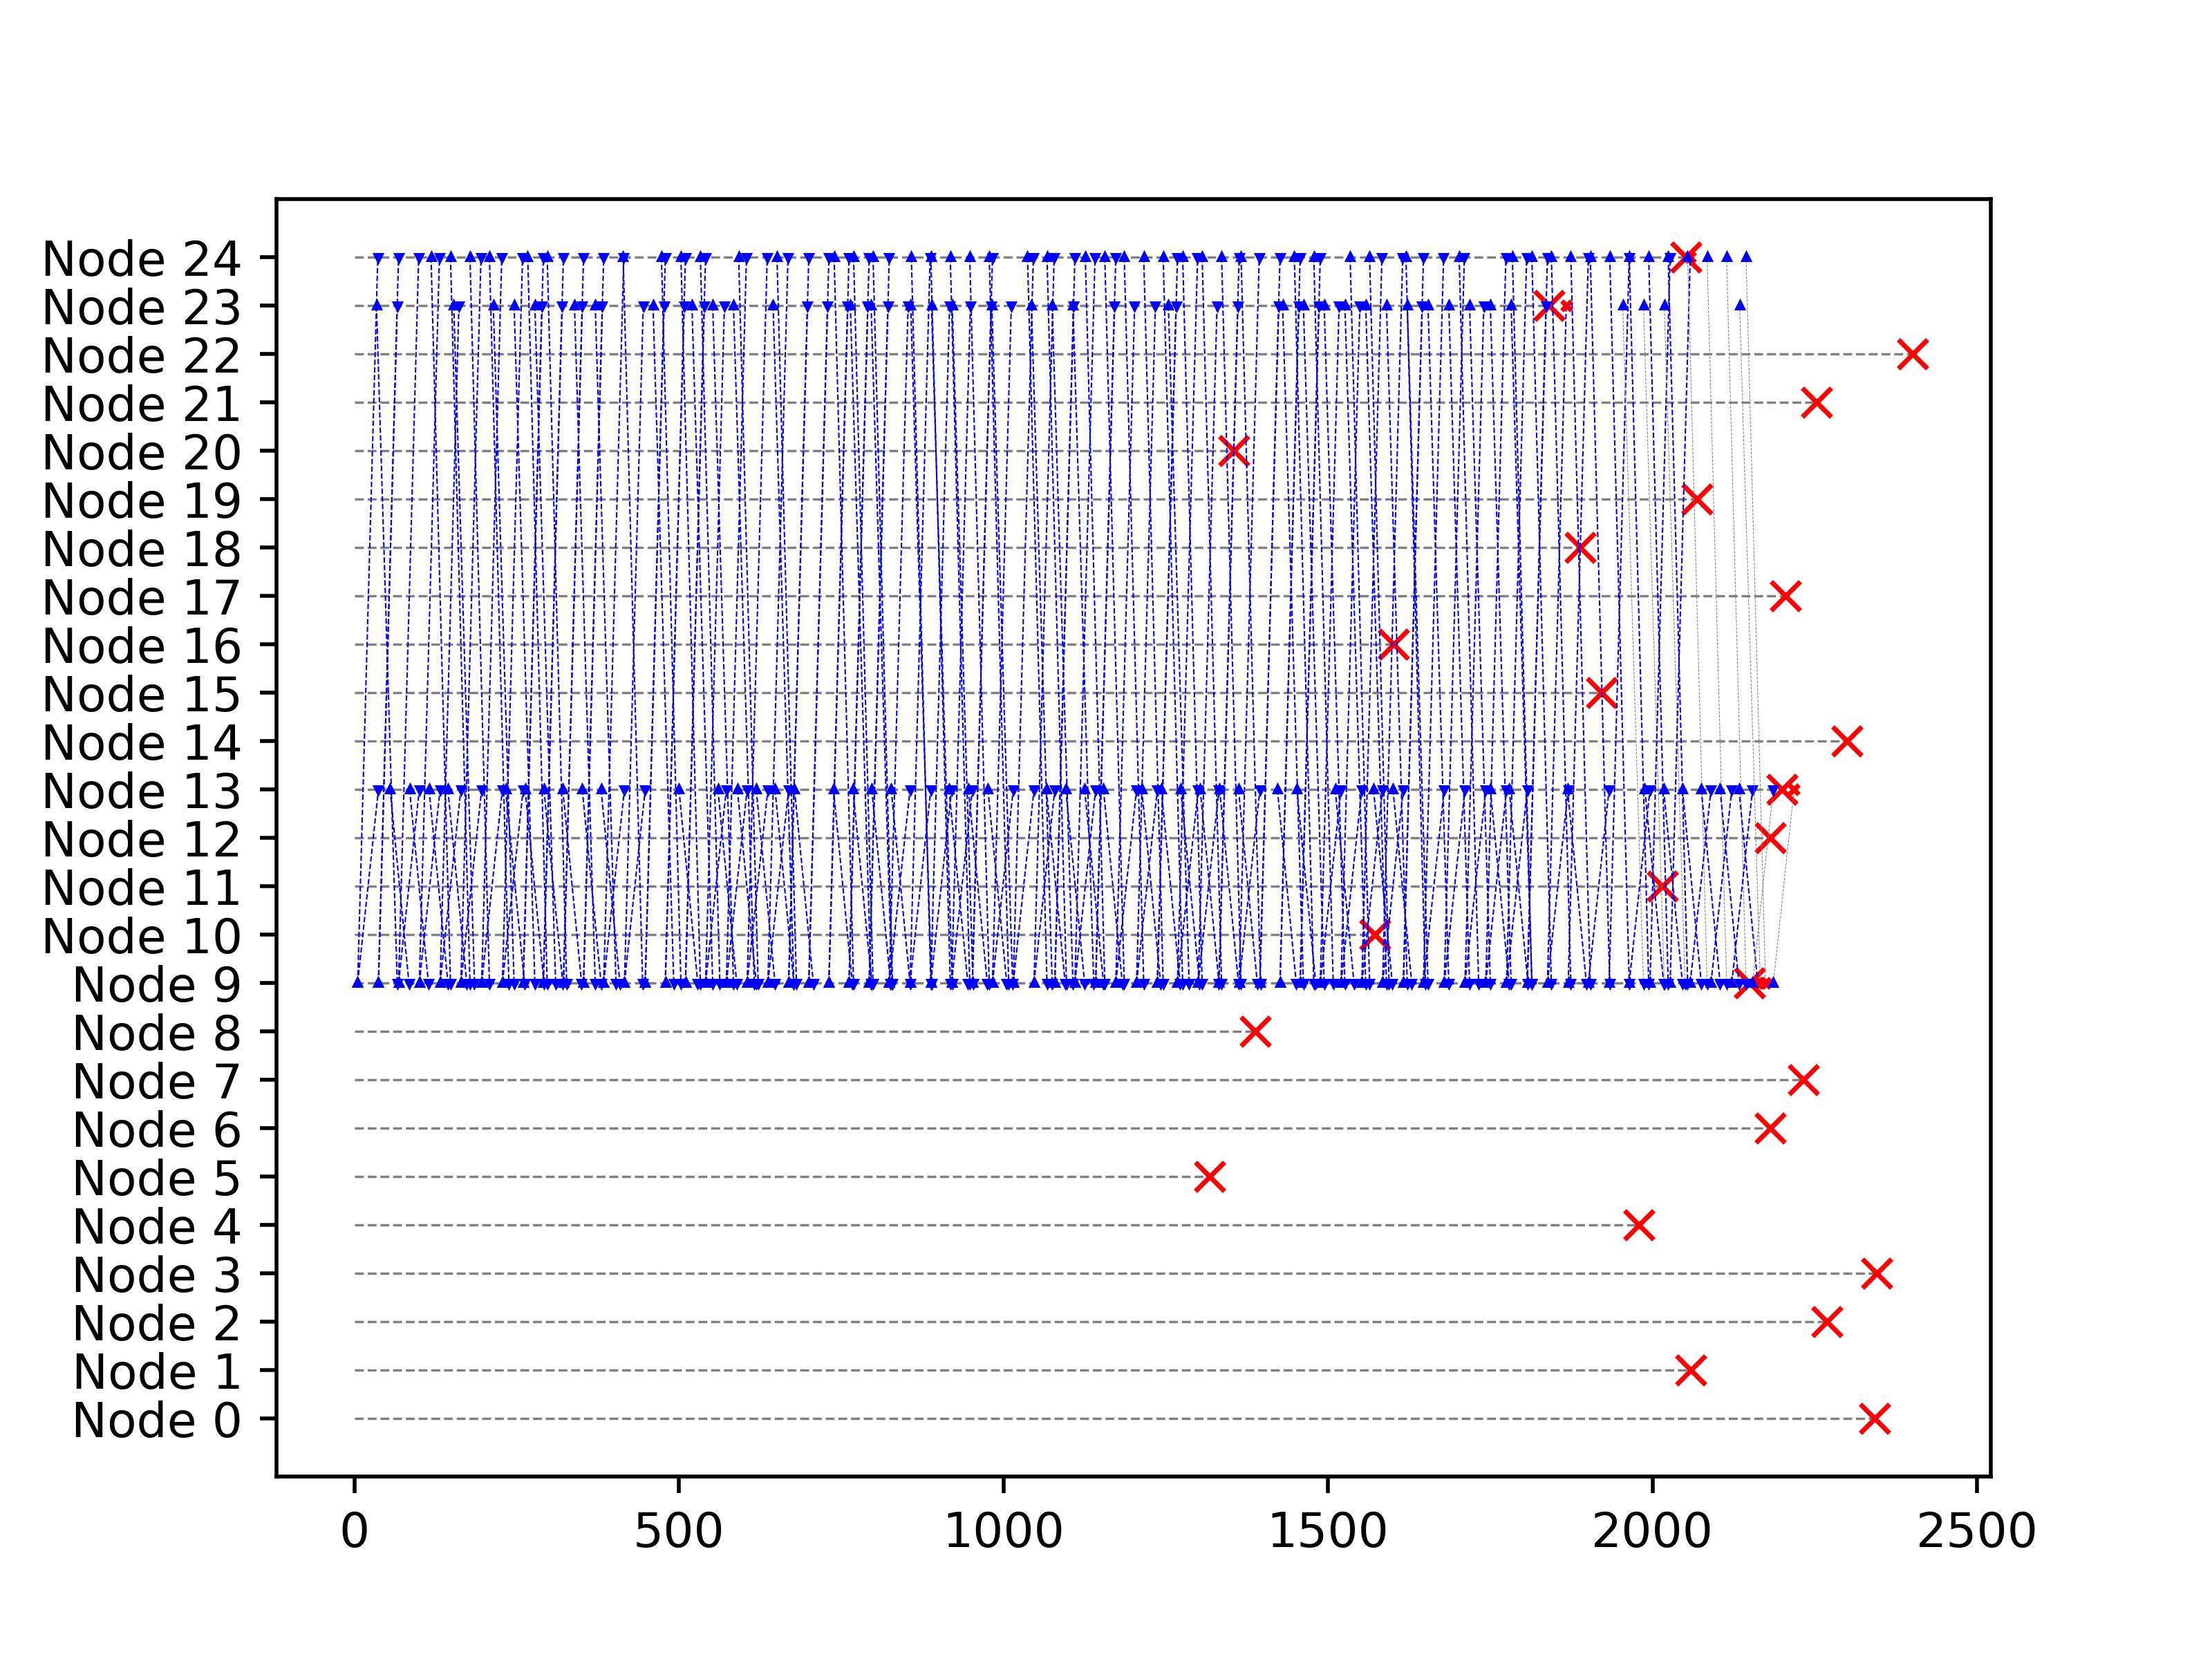 Node 24
Node 23
Node 22
Node 21
Node 20
Node 19
Node 18
Node 17
Node 16
Node 15
Node 14
Node 13
Node 12
Node 11
Node 10
Node 9
Node 8
Node 7
Node 6
Node 5
Node 4
Node 3
Node 2
Node 1
Node 0
0 500 1000 1500 2000 2500